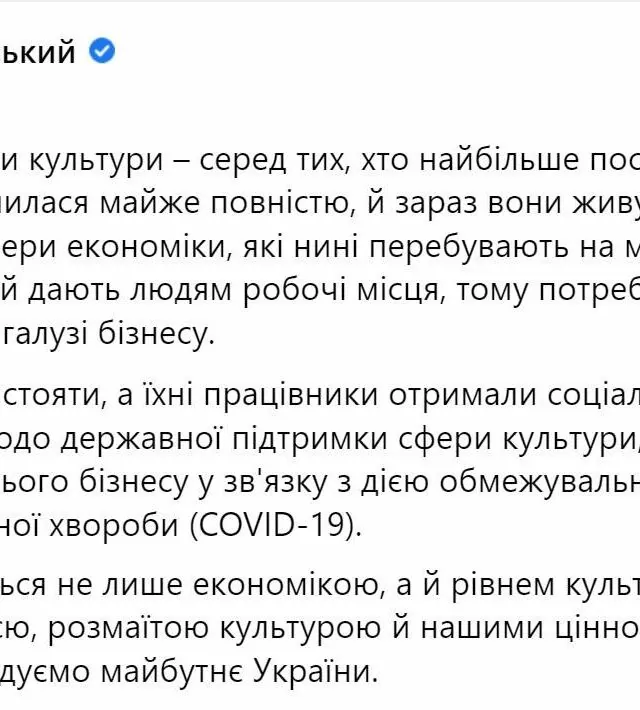 ький
и культури – серед тих, хто найбільше пос
илася майже повністю, й зараз вони живу
ери економіки, які нині перебувають на м
й дають людям робочі місця, тому потреб
галузі бізнесу.
стояти, а їхні працівники отримали соціал
одо державної підтримки сфери культури,
ього бізнесу у зв'язку з дією обмежувальн
ної хвороби (COVID-19).
ься не лише економікою, а й рівнем культ
єю, розмаїтою культурою й нашими цінно
дуємо майбутнє України.